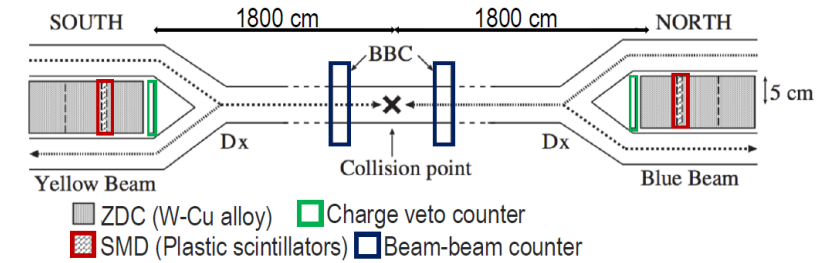 SOUTH 1800 cm 1800 cm NORTH
BBC
5 cm
Dx Dx
Collision point
Yellow Beam Blue Beam
ZDC (W-Cu alloy) Charge veto counter
SMD (Plastic scintillators) Beam-beam counter